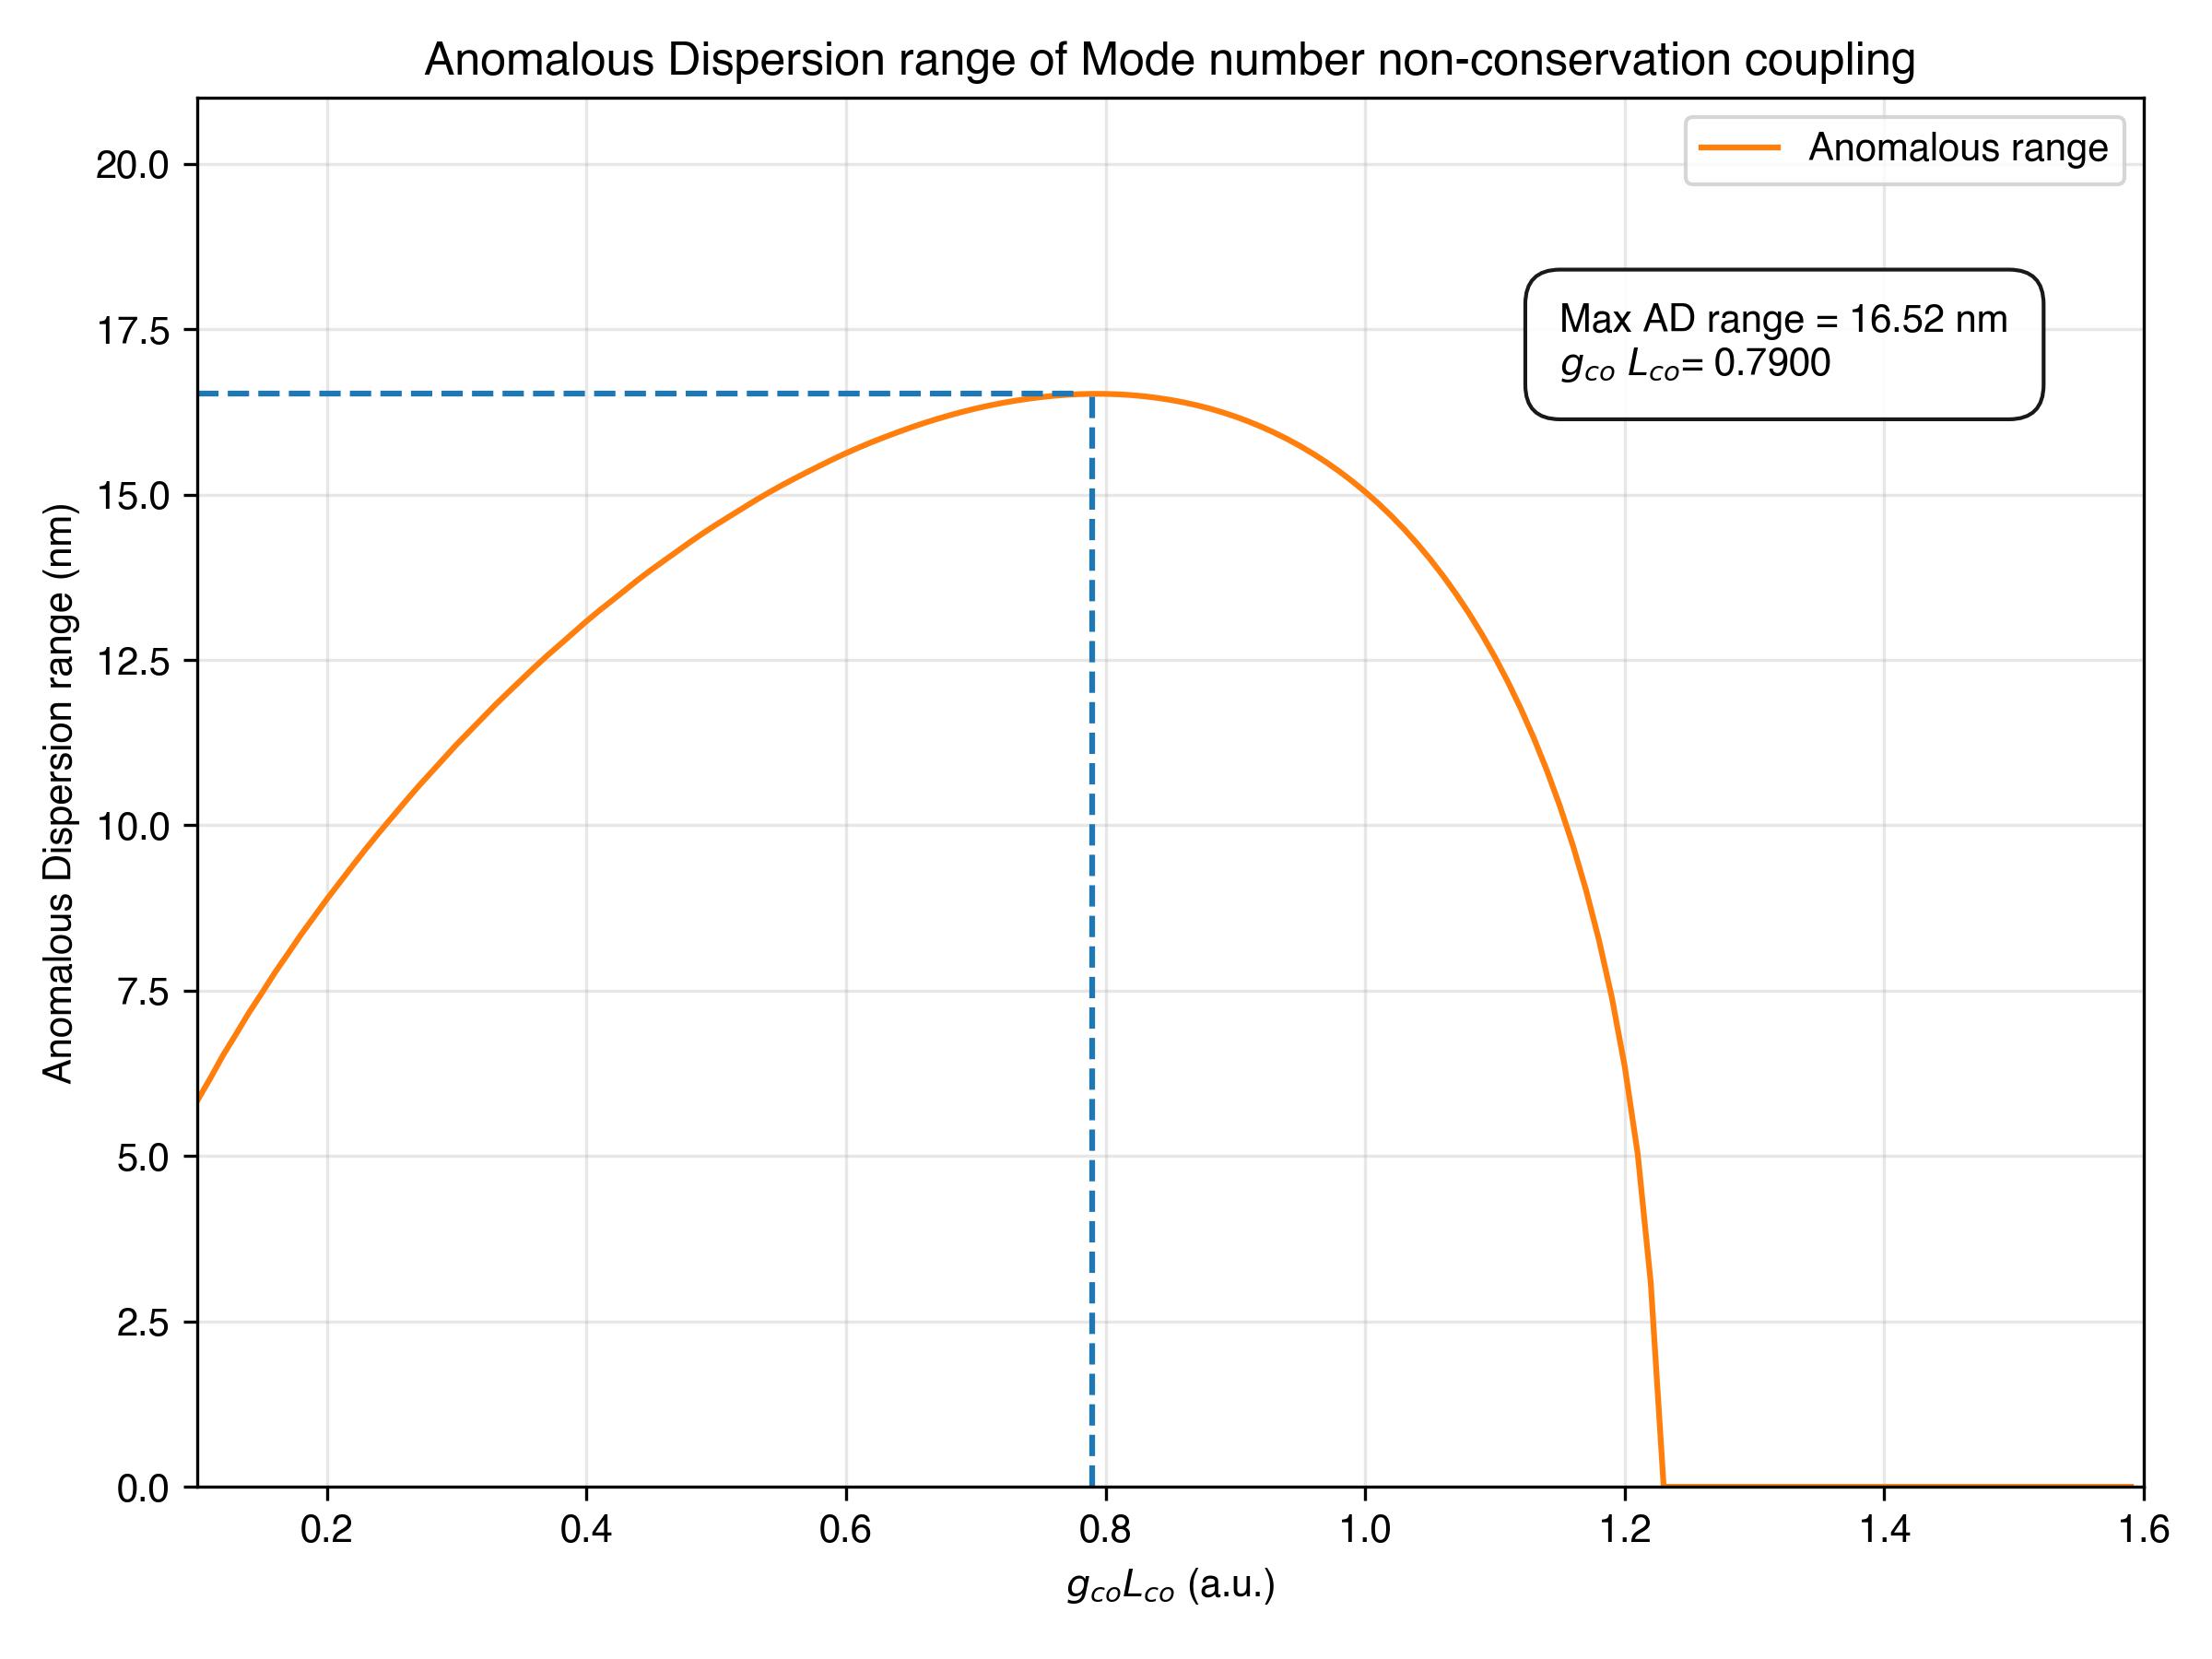 Anomalous Dispersion range of Mode number non-conservation coupling
Anomalous range
Max AD range = 16.52 nm
g_co L_co= 0.7900
Anomalous Dispersion range (nm)
20.0
17.5
15.0
12.5
10.0
7.5
5.0
2.5
0.0
0.2 0.4 0.6 0.8 1.0 1.2 1.4 1.6
g_coL_co (a.u.)